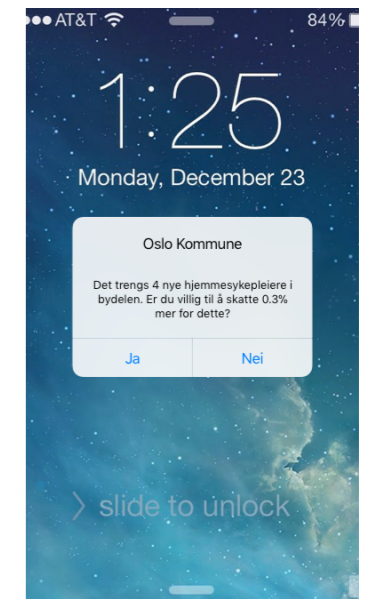 AT&T 84%
1:25
Monday, December 23
Oslo Kommune
Det trengs 4 nye hjemmesykepleiere i
bydelen. Er du villig til å skatte 0.3%
mer for dette?
Ja Nei
> slide to unlock